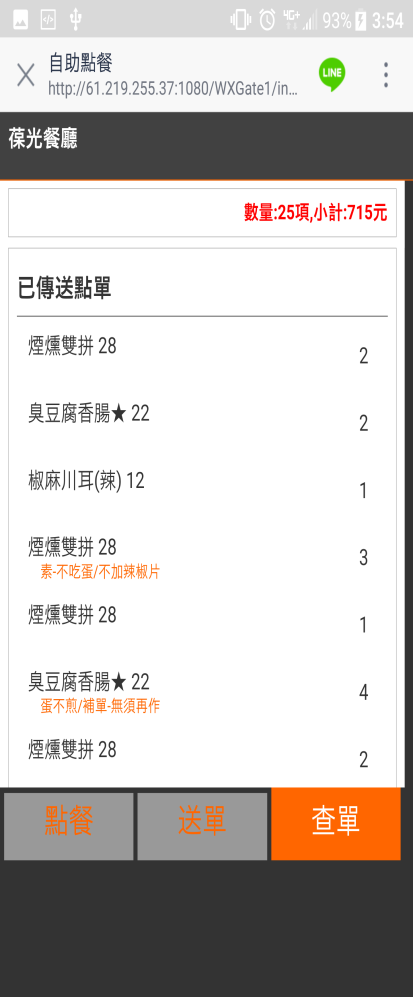 4G+ 93% 3:54
自助點餐
http://61.219.255.37:1080/WXGate1/in...
LINE
葆光餐廳
數量:25項,小計:715元
已傳送點單
煙燻雙拼 28 2
臭豆腐香腸★ 22 2
椒麻川耳(辣) 12 1
煙燻雙拼 28 3
素-不吃蛋/不加辣椒片
煙燻雙拼 28 1
臭豆腐香腸★ 22 4
蛋不煎/補單-無須再作
煙燻雙拼 28 2
點餐 送單 查單